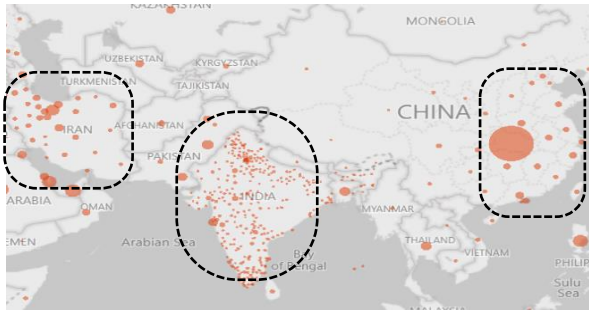 KAZAKHSTAN
MONGOLIA
UZBEKISTAN
KYRGYZSTAN
TURKMENISTAN
TAJIKISTAN
CHINA
IRAN
AFGHANISTAN
PAKISTAN
INDIA
ARABIA
OMAN
MYANMAR
EMEN
Arabian Sea
Bay
of Bengal
THAILAND
VIETNAM
PHILIP
Sulu
Sea
MALAYSIA